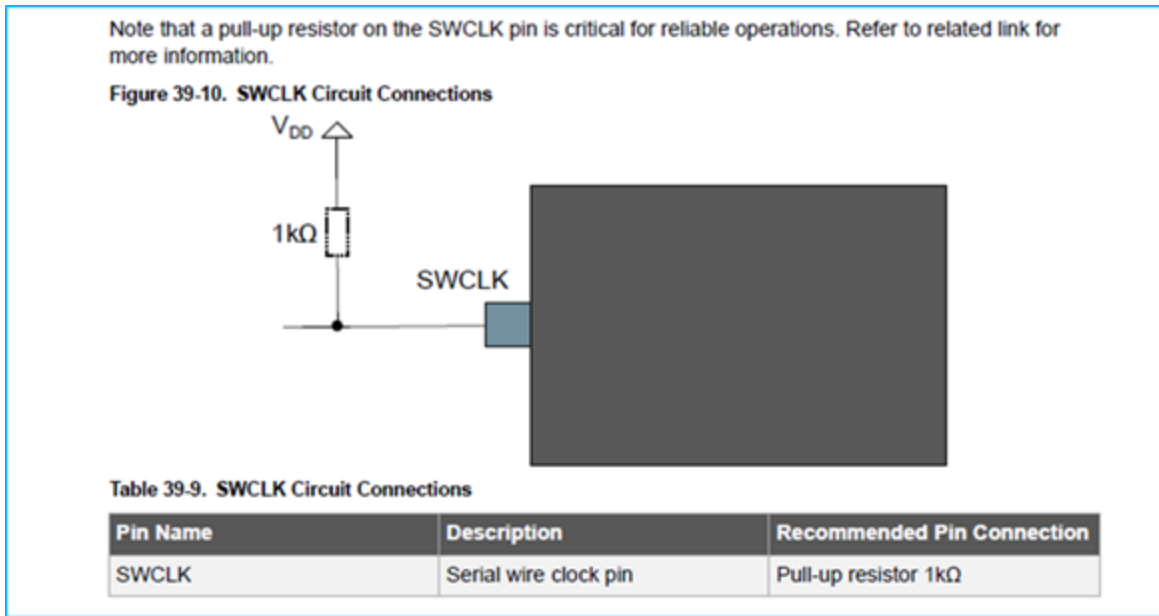 Note that a pull-up resistor on the SWCLK pin is critical for reliable operations. Refer to related link for
more information.
Figure 39-10. SWCLK Circuit Connections
VDD
1kΩ
SWCLK
Table 39-9. SWCLK Circuit Connections
Pin Name Description Recommended Pin Connection
SWCLK Serial wire clock pin Pull-up resistor 1kΩ